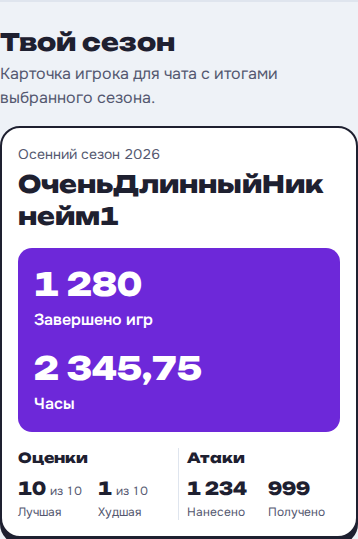 Твой сезон
Карточка игрока для чата с итогами
выбранного сезона.
Осенний сезон 2026
ОченьДлинныйНик
нейм1
1 280
Завершено игр
2 345,75
Часы
Оценки
10 из 10
Лучшая
1 из 10
Худшая
Атаки
1 234
Нанесено
999
Получено